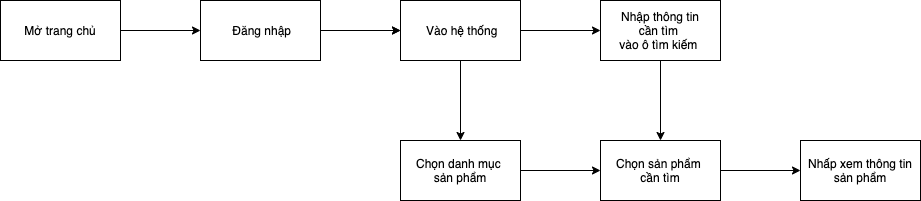 Mở trang chủ
Đăng nhập
Vào hệ thống
Nhập thông tin
cần tìm
vào ô tìm kiếm
Chọn danh mục
sản phẩm
Chọn sản phẩm
cần tìm
Nhấp xem thông tin
sản phẩm